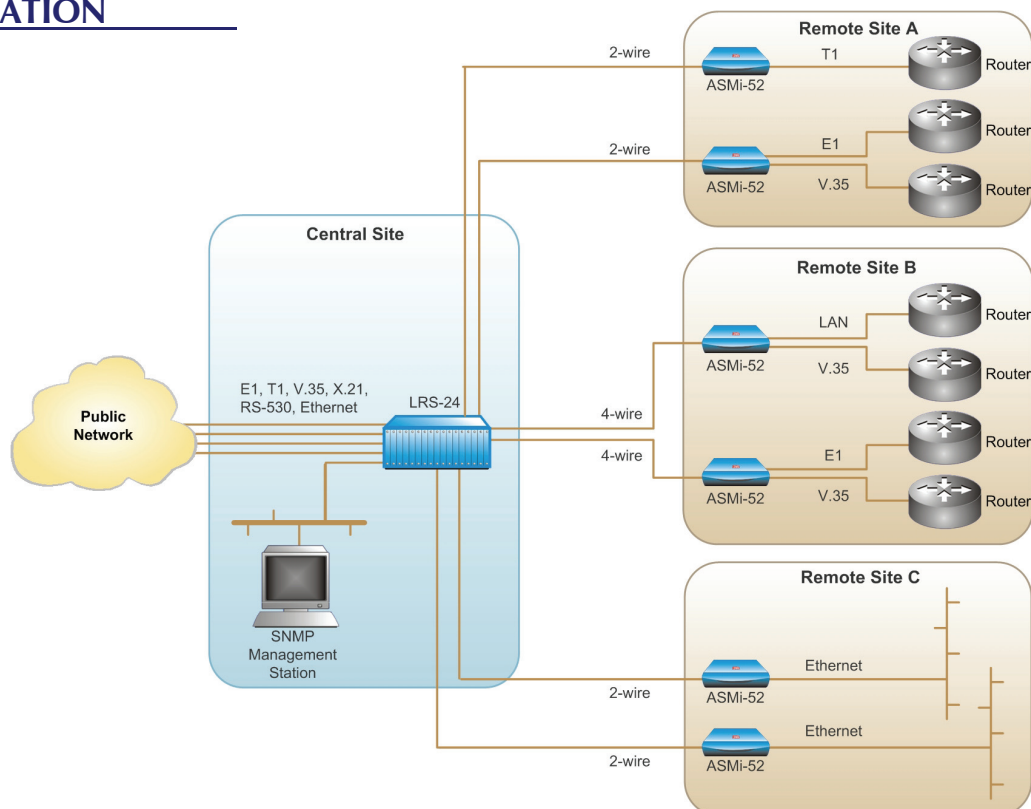 ATION
Remote Site A
2-wire
T1
Router
ASMi-52
Router
2-wire
E1
V.35
Router
ASMi-52
Central Site
Remote Site B
LAN
Router
ASMi-52
V.35
Router
E1, T1, V.35, X.21,
RS-530, Ethernet
LRS-24
Public
Network
4-wire
4-wire
E1
Router
ASMi-52
V.35
Router
Remote Site C
SNMP
Management
Station
Ethernet
2-wire
ASMi-52
Ethernet
2-wire
ASMi-52